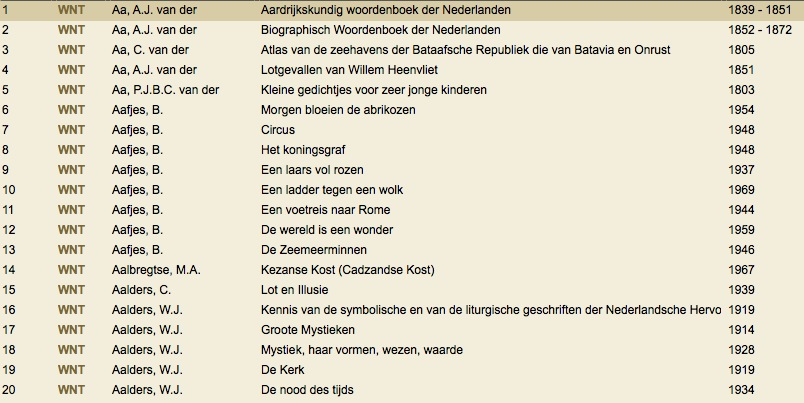 1 WNT Aa, A.J. van der Aardrijkskundig woordenboek der Nederlanden 1839 - 1851
2 WNT Aa, A.J. van der Biographisch Woordenboek der Nederlanden 1852 - 1872
3 WNT Aa, C. van der Atlas van de zeehavens der Bataafsche Republiek die van Batavia en Onrust 1805
4 WNT Aa, A.J. van der Lotgevallen van Willem Heenvliet 1851
5 WNT Aa, P.J.B.C. van der Kleine gedichtjes voor zeer jonge kinderen 1803
6 WNT Aafjes, B. Morgen bloeien de abrikozen 1954
7 WNT Aafjes, B. Circus 1948
8 WNT Aafjes, B. Het koningsgraf 1948
9 WNT Aafjes, B. Een laars vol rozen 1937
10 WNT Aafjes, B. Een ladder tegen een wolk 1969
11 WNT Aafjes, B. Een voetreis naar Rome 1944
12 WNT Aafjes, B. De wereld is een wonder 1959
13 WNT Aafjes, B. De Zeemeerminnen 1946
14 WNT Aalbregtse, M.A. Kezanse Kost (Cadzandse Kost) 1967
15 WNT Aalders, C. Lot en Illusie 1939
16 WNT Aalders, W.J. Kennis van de symbolische en van de liturgische geschriften der Nederlandsche Hervo 1919
17 WNT Aalders, W.J. Groote Mystieken 1914
18 WNT Aalders, W.J. Mystiek, haar vormen, wezen, waarde 1928
19 WNT Aalders, W.J. De Kerk 1919
20 WNT Aalders, W.J. De nood des tijds 1934